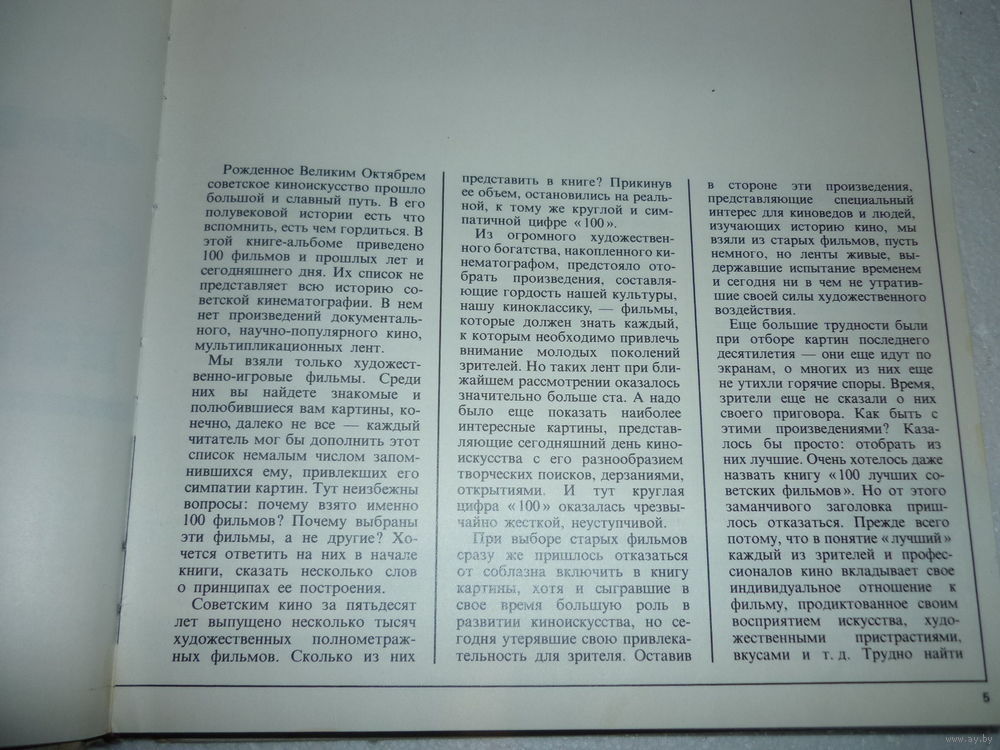 Рожденное Великим Октябрем
советское киноискусство прошло
большой и славный путь. В его
полувековой истории есть что
вспомнить, есть чем гордиться. В
этой книге-альбоме приведено
100 фильмов и прошлых лет и
сегодняшнего дня. Их список не
представляет всю историю со-
ветской кинематографии. В нем
нет произведений документаль-
ного, научно-популярного кино,
мультипликационных лент.
Мы взяли только художест-
венно-игровые фильмы. Среди
них вы найдете знакомые и
полюбившиеся вам картины, ко-
нечно, далеко не все — каждый
читатель мог бы дополнить этот
список немалым числом запом-
нившихся ему, привлекших его
симпатии картин. Тут неизбежны
вопросы: почему взято именно
100 фильмов? Почему выбраны
эти фильмы, а не другие? Хо-
чется ответить на них в начале
книги, сказать несколько слов
о принципах ее построения.
Советским кино за пятьдесят
лет выпущено несколько тысяч
художественных полнометраж-
ных фильмов. Сколько из них
представить в книге? Прикинув
ее объем, остановились на реаль-
ной, к тому же круглой и сим-
патичной цифре «100».
Из огромного художествен-
ного богатства, накопленного ки-
нематографом, предстояло ото-
брать произведения, составля-
ющие гордость нашей культуры,
нашу киноклассику, — фильмы,
которые должен знать каждый,
к которым необходимо привлечь
внимание молодых поколений
зрителей. Но таких лент при бли-
жайшем рассмотрении оказалось
значительно больше ста. А надо
было еще показать наиболее
интересные картины, представ-
ляющие сегодняшний день кино-
искусства с его разнообразием
творческих поисков, дерзаниями,
открытиями. И тут круглая
цифра «100» оказалась чрезвы-
чайно жесткой, неуступчивой.
При выборе старых фильмов
сразу же пришлось отказаться
от соблазна включить в книгу
картины, хотя и сыгравшие в
свое время большую роль в
развитии киноискусства, но се-
годня утерявшие свою привлека-
тельность для зрителя. Оставив
в стороне эти произведения,
представляющие специальный
интерес для киноведов и людей,
изучающих историю кино, мы
взяли из старых фильмов, пусть
немного, но ленты живые, вы-
державшие испытание временем
и сегодня ни в чем не утратив-
шие своей силы художественного
воздействия.
Еще большие трудности были
при отборе картин последнего
десятилетия — они еще идут по
экранам, о многих из них еще
не утихли горячие споры. Время,
зрители еще не сказали о них
своего приговора. Как быть с
этими произведениями? Каза-
лось бы просто: отобрать из
них лучшие. Очень хотелось даже
назвать книгу «100 лучших со-
ветских фильмов». Но от этого
заманчивого заголовка приш-
лось отказаться. Прежде всего
потому, что в понятие «лучший»
каждый из зрителей и профес-
сионалов кино вкладывает свое
индивидуальное отношение к
фильму, продиктованное своим
восприятием искусства, худо-
жественными пристрастиями,
вкусами и т. д. Трудно найти
5
www.ay.by